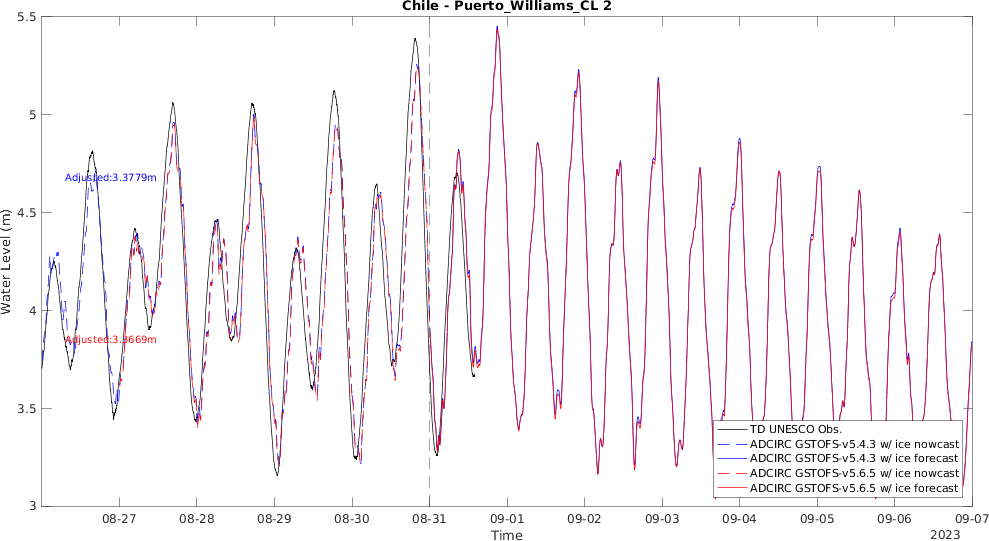 Chile - Puerto_Williams_CL 2
5.5
5
4.5
4
3.5
3
Water Level (m)
Adjusted:3.3779m
Adjusted:3.3669m
TD UNESCO Obs.
ADCIRC GSTOFS-v5.4.3 w/ ice nowcast
ADCIRC GSTOFS-v5.4.3 w/ ice forecast
ADCIRC GSTOFS-v5.6.5 w/ ice nowcast
ADCIRC GSTOFS-v5.6.5 w/ ice forecast
08-27 08-28 08-29 08-30 08-31 09-01 09-02 09-03 09-04 09-05 09-06 09-07
Time
2023